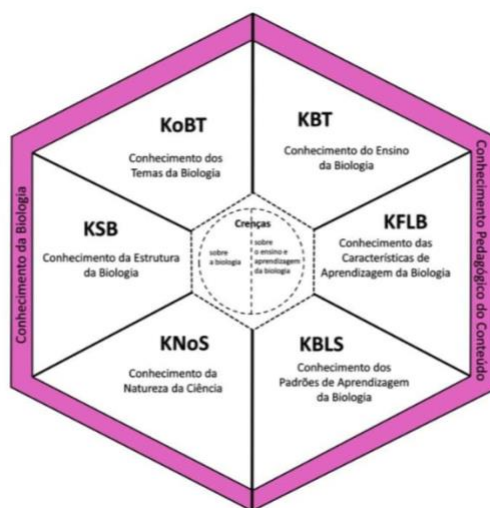 KoBT
Conhecimento dos
Temas da Biologia
KBT
Conhecimento do Ensino
da Biologia
KSB
Conhecimento da Estrutura
da Biologia
Crenças
sobre
a biologia
sobre
o ensino e
aprendizagem
da biologia
KFLB
Conhecimento das
Características de
Aprendizagem da Biologia
KNoS
Conhecimento da
Natureza da Ciência
KBLS
Conhecimento dos
Padrões de Aprendizagem
da Biologia
Conhecimento da Biologia
Conhecimento Pedagógico do Conteúdo